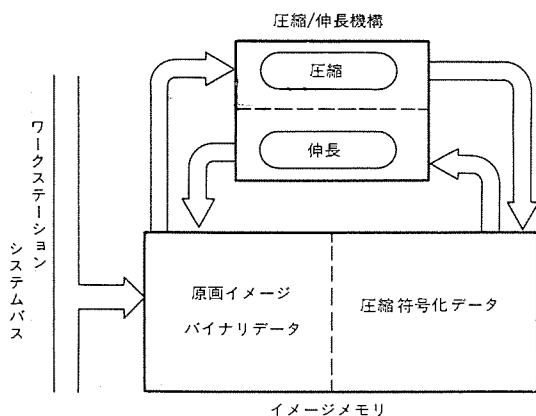 圧縮/伸長機構
圧縮
伸長
ワークステーション
システムバス
原画イメージ
バイナリデータ
圧縮符号化データ
イメージメモリ